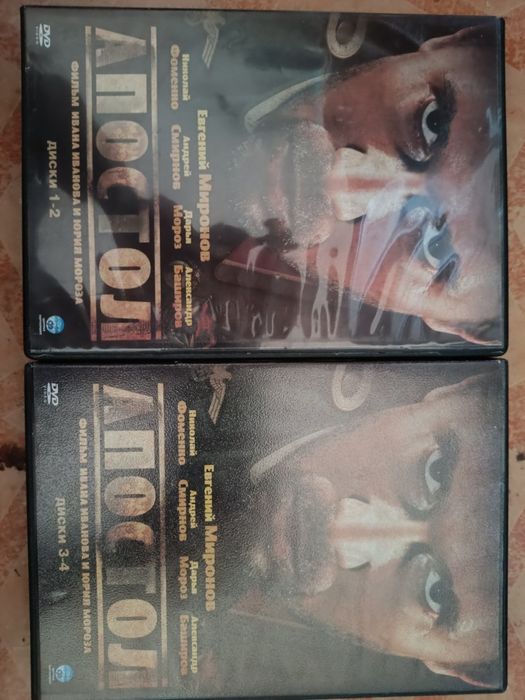 Евгений Миронов
Николай Фоменко
Андрей Смирнов
Дарья Мороз
Александр Баширов
АПОСТОЛ
ФИЛЬМ ИВАНА ИВАНОВА И ЮРИЯ МОРОЗА
ДИСКИ 1-2
DVD
Евгений Миронов
Николай Фоменко
Андрей Смирнов
Дарья Мороз
Александр Баширов
АПОСТОЛ
ФИЛЬМ ИВАНА ИВАНОВА И ЮРИЯ МОРОЗА
ДИСКИ 3-4
DVD